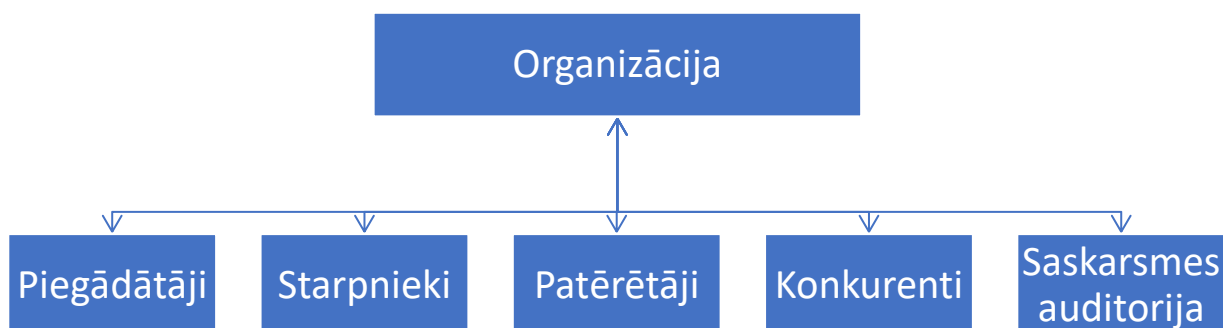 Organizācija
Piegādātāji
Starpnieki
Patērētāji
Konkurenti
Saskarsmes
auditorija